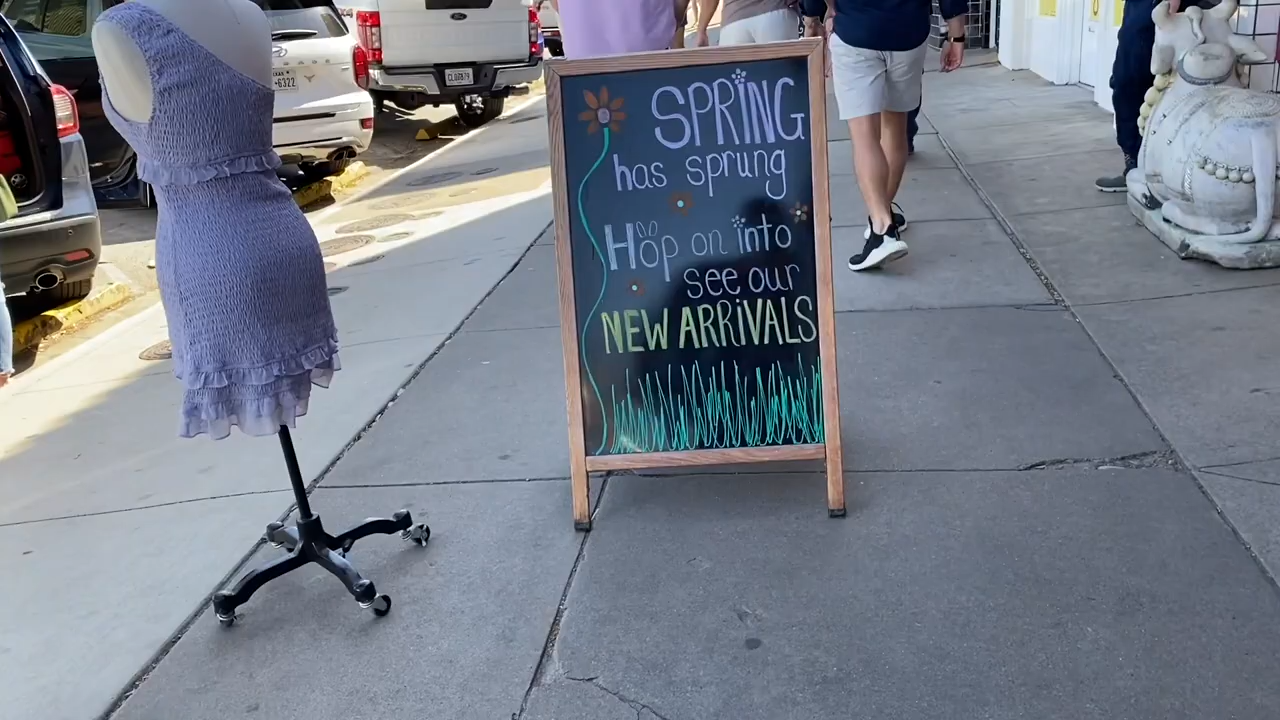 SPRING
has sprung
Hop on into
see our
NEW ARRIVALS